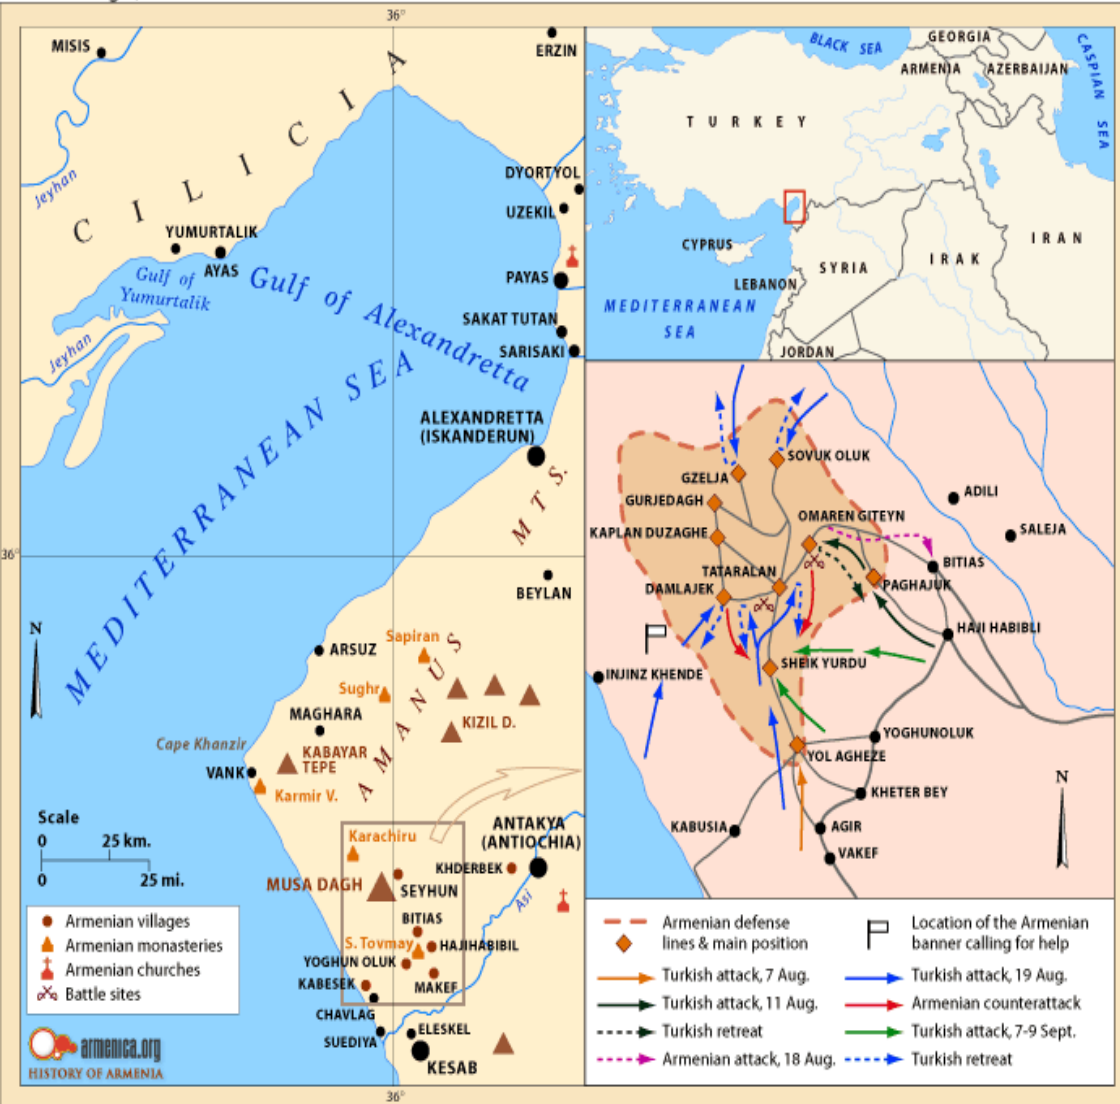 36°
MISIS
ERZIN
Jeyhan
CILICIA
DYORTYOL
UZEKIL
YUMURTALIK
AYAS
Gulf of
Yumurtalik
Gulf of Alexandretta
PAYAS
SAKAT TUTAN
SARISAKI
Jeyhan
MEDITERRANEAN SEA
ALEXANDRETTA
(ISKANDERUN)
AMANUS MTS.
36°
BEYLAN
N
ARSUZ
Sapiran
Sughr
MAGHARA
KIZIL D.
Cape Khanzir
KABAYAR
TEPE
VANK
Karmir V.
Scale
0 25 km.
0 25 mi.
Karachiru
ANTAKYA
(ANTIOCHIA)
KHDERBEK
MUSA DAGH
SEYHUN
Asi
BITIAS
S. Tovmay
HAJIHABIBIL
YOGHUN OLUK
KABESEK
MAKEF
CHAVLAG
SUEDIYA
ELESKEL
KESAB
36°
Armenian villages
Armenian monasteries
Armenian churches
Battle sites
armenica.org
HISTORY OF ARMENIA
BLACK SEA
GEORGIA
ARMENIA
AZERBAIJAN
CASPIAN SEA
TURKEY
CYPRUS
SYRIA
IRAK
IRAN
LEBANON
MEDITERRANEAN
SEA
JORDAN
SOVUK OLUK
GZELJA
GURJEDAGH
ADILI
OMAREN GITEYN
KAPLAN DUZAGHE
SALEJA
BITIAS
TATARALAN
PAGHAJUK
DAMLAJEK
HAJI HABIBLI
SHEIK YURDU
INJINZ KHENDE
YOGHUNOLUK
YOL AGHEZE
N
KHETER BEY
KABUSIA
AGIR
VAKEF
Armenian defense
lines & main position
Location of the Armenian
banner calling for help
Turkish attack, 7 Aug.
Turkish attack, 19 Aug.
Turkish attack, 11 Aug.
Armenian counterattack
Turkish retreat
Turkish attack, 7-9 Sept.
Armenian attack, 18 Aug.
Turkish retreat